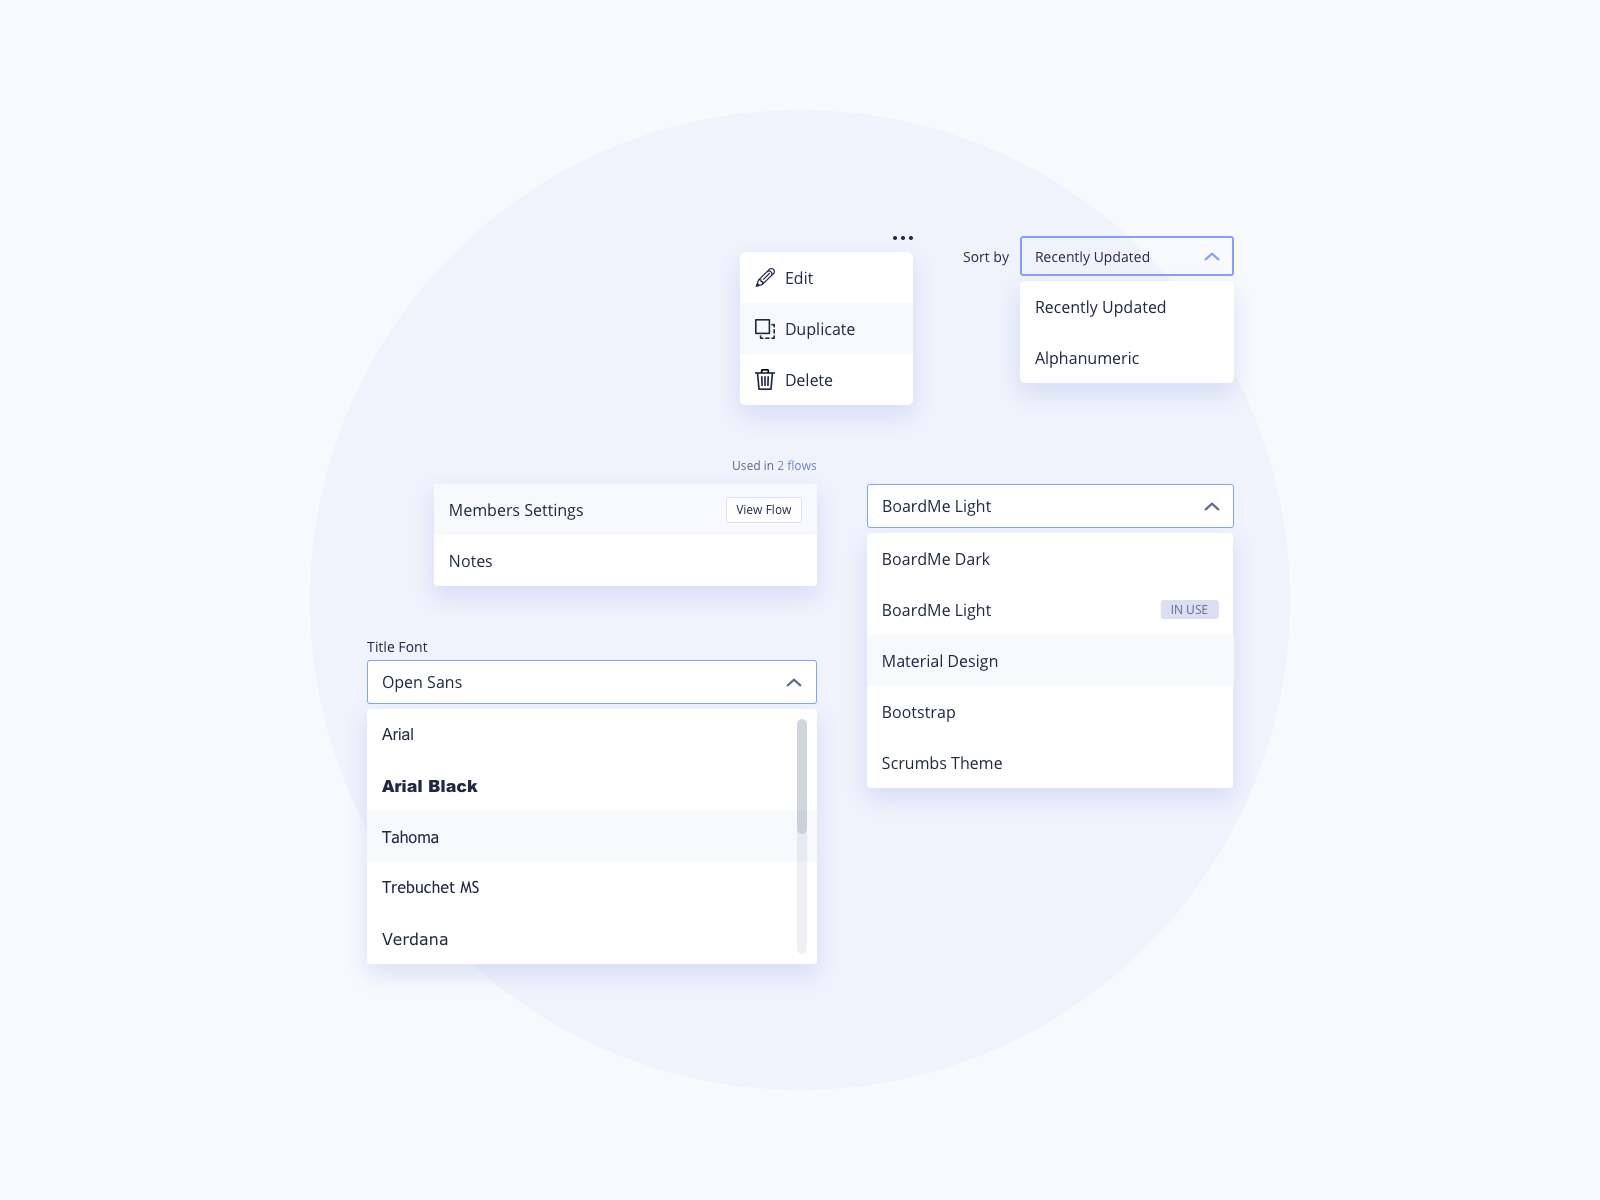 Edit
Duplicate
Delete
Sort by
Recently Updated
Recently Updated
Alphanumeric
Used in 2 flows
Members Settings
View Flow
Notes
BoardMe Light
BoardMe Dark
BoardMe Light
IN USE
Material Design
Bootstrap
Scrumbs Theme
Title Font
Open Sans
Arial
Arial Black
Tahoma
Trebuchet MS
Verdana